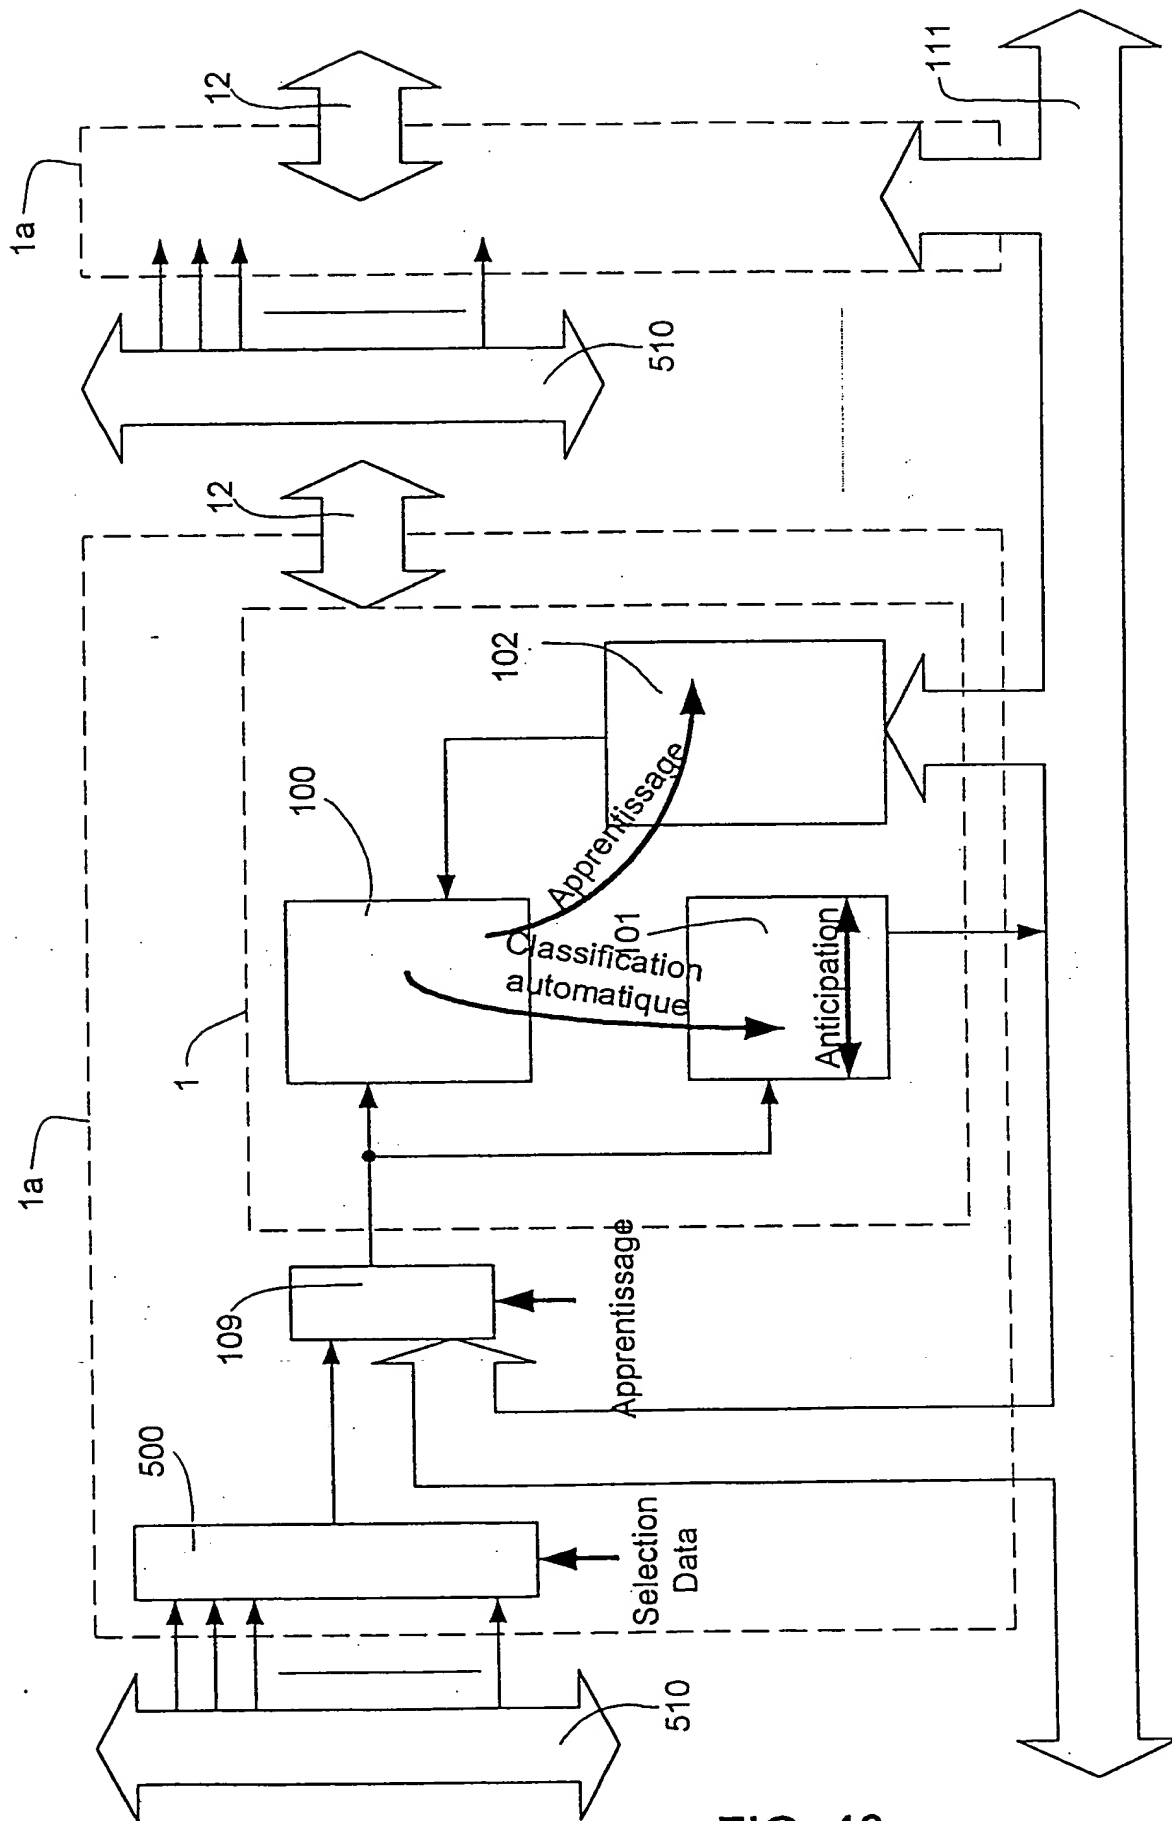 1a
1a
510
500
Selection
Data
109
Apprentissage
1
100
Classification
automatique
Apprentissage
101
Anticipation
102
12
510
12
111
FIG.